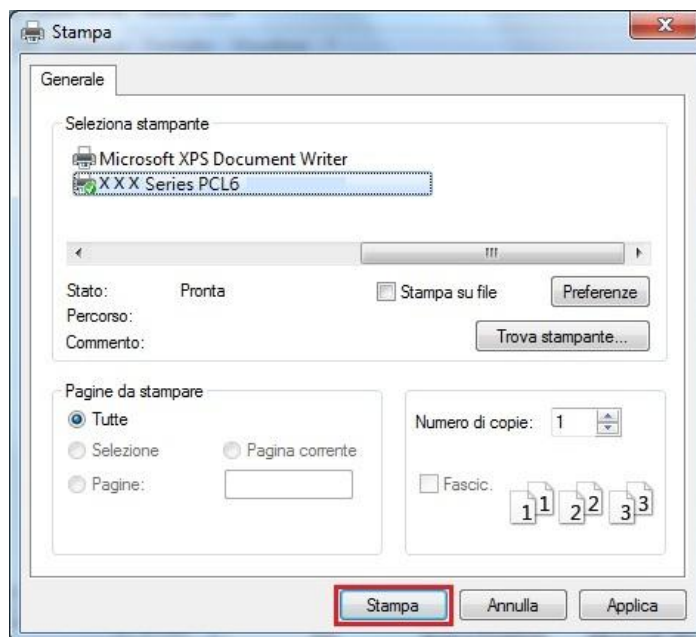 Stampa
Generale
Seleziona stampante
Microsoft XPS Document Writer
X X X Series PCL6
Stato: Pronta
Stampa su file
Preferenze
Percorso:
Commento:
Trova stampante...
Pagine da stampare
Tutte
Selezione
Pagina corrente
Pagine:
Numero di copie: 1
Fascic.
1 1 2 2 3 3
Stampa
Annulla
Applica